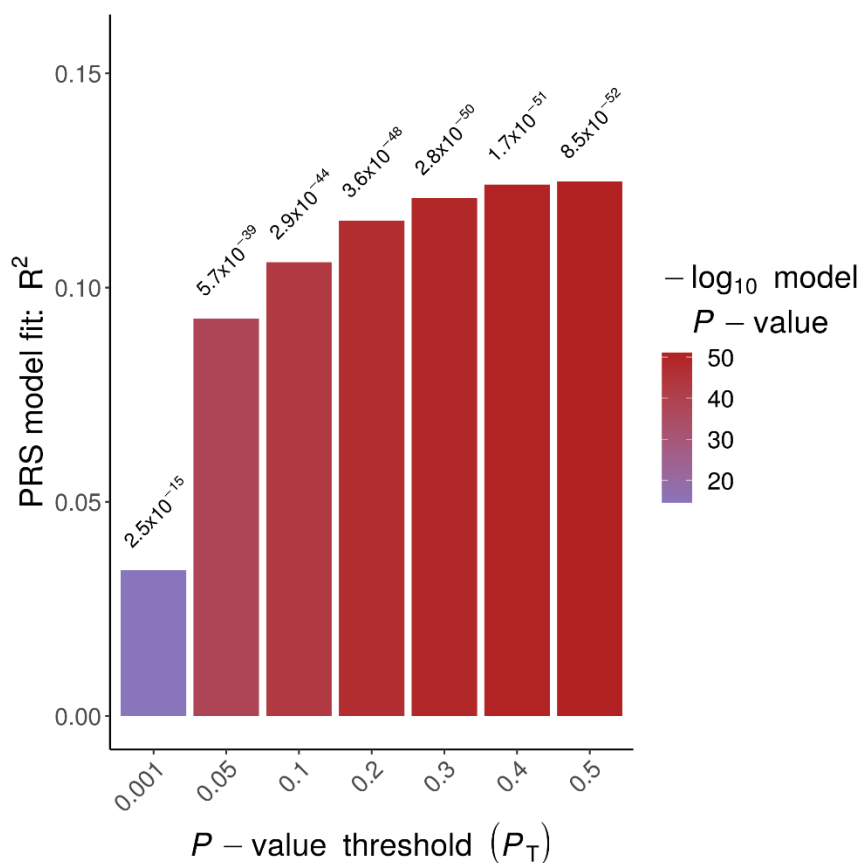 0.15
0.10
0.05
0.00
PRS model fit: R²
2.5x10⁻¹⁵
5.7x10⁻³⁹
2.9x10⁻⁴⁴
3.6x10⁻⁴⁸
2.8x10⁻⁵⁰
1.7x10⁻⁵¹
8.5x10⁻⁵²
0.001
0.05
0.1
0.2
0.3
0.4
0.5
P − value threshold (P_T)
− log₁₀ model
P − value
50
40
30
20